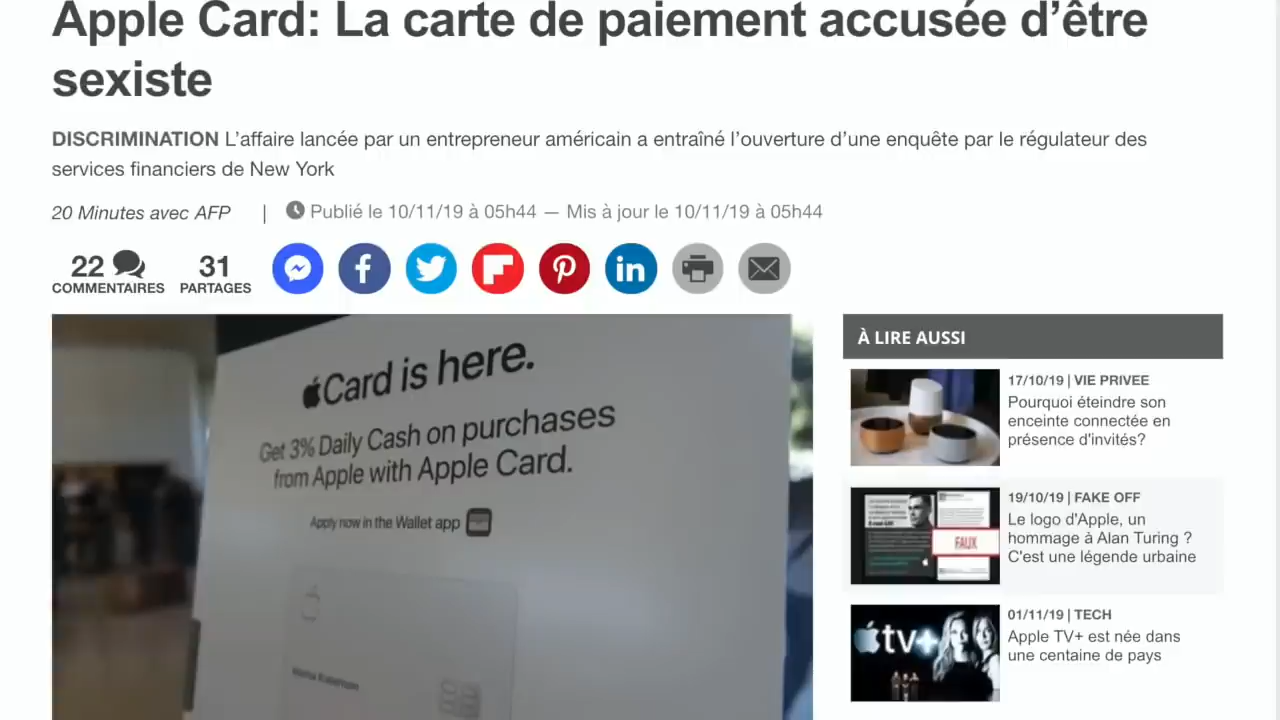 Apple Card: La carte de paiement accusée d’être
sexiste
DISCRIMINATION L’affaire lancée par un entrepreneur américain a entraîné l’ouverture d’une enquête par le régulateur des
services financiers de New York
20 Minutes avec AFP | Publié le 10/11/19 à 05h44 — Mis à jour le 10/11/19 à 05h44
22
COMMENTAIRES
31
PARTAGES
Card is here.
Get 3% Daily Cash on purchases
from Apple with Apple Card.
Apply now in the Wallet app
À LIRE AUSSI
17/10/19 | VIE PRIVEE
Pourquoi éteindre son
enceinte connectée en
présence d'invités?
19/10/19 | FAKE OFF
Le logo d'Apple, un
hommage à Alan Turing ?
C'est une légende urbaine
FAUX
01/11/19 | TECH
Apple TV+ est née dans
une centaine de pays
tv+